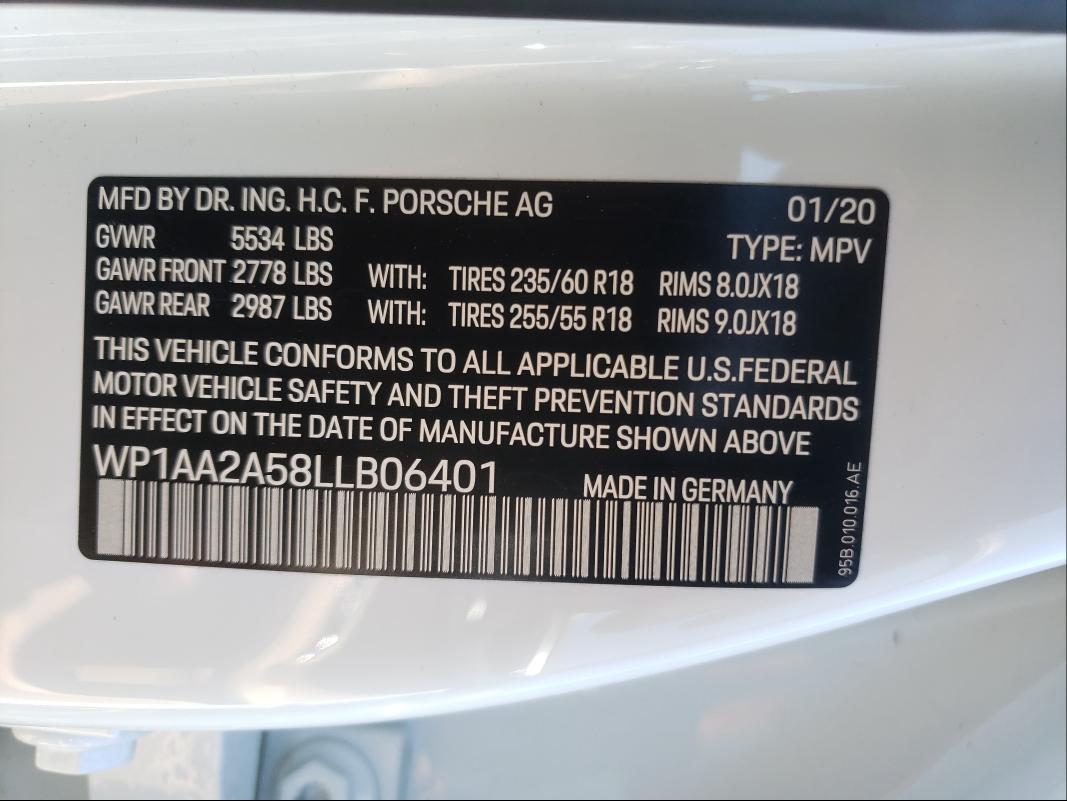 MFD BY DR. ING. H.C. F. PORSCHE AG 01/20
GVWR 5534 LBS TYPE: MPV
GAWR FRONT 2778 LBS WITH: TIRES 235/60 R18 RIMS 8.0JX18
GAWR REAR 2987 LBS WITH: TIRES 255/55 R18 RIMS 9.0JX18
THIS VEHICLE CONFORMS TO ALL APPLICABLE U.S.FEDERAL
MOTOR VEHICLE SAFETY AND THEFT PREVENTION STANDARDS
IN EFFECT ON THE DATE OF MANUFACTURE SHOWN ABOVE
WP1AA2A58LLB06401 MADE IN GERMANY
95B.010.016.AE